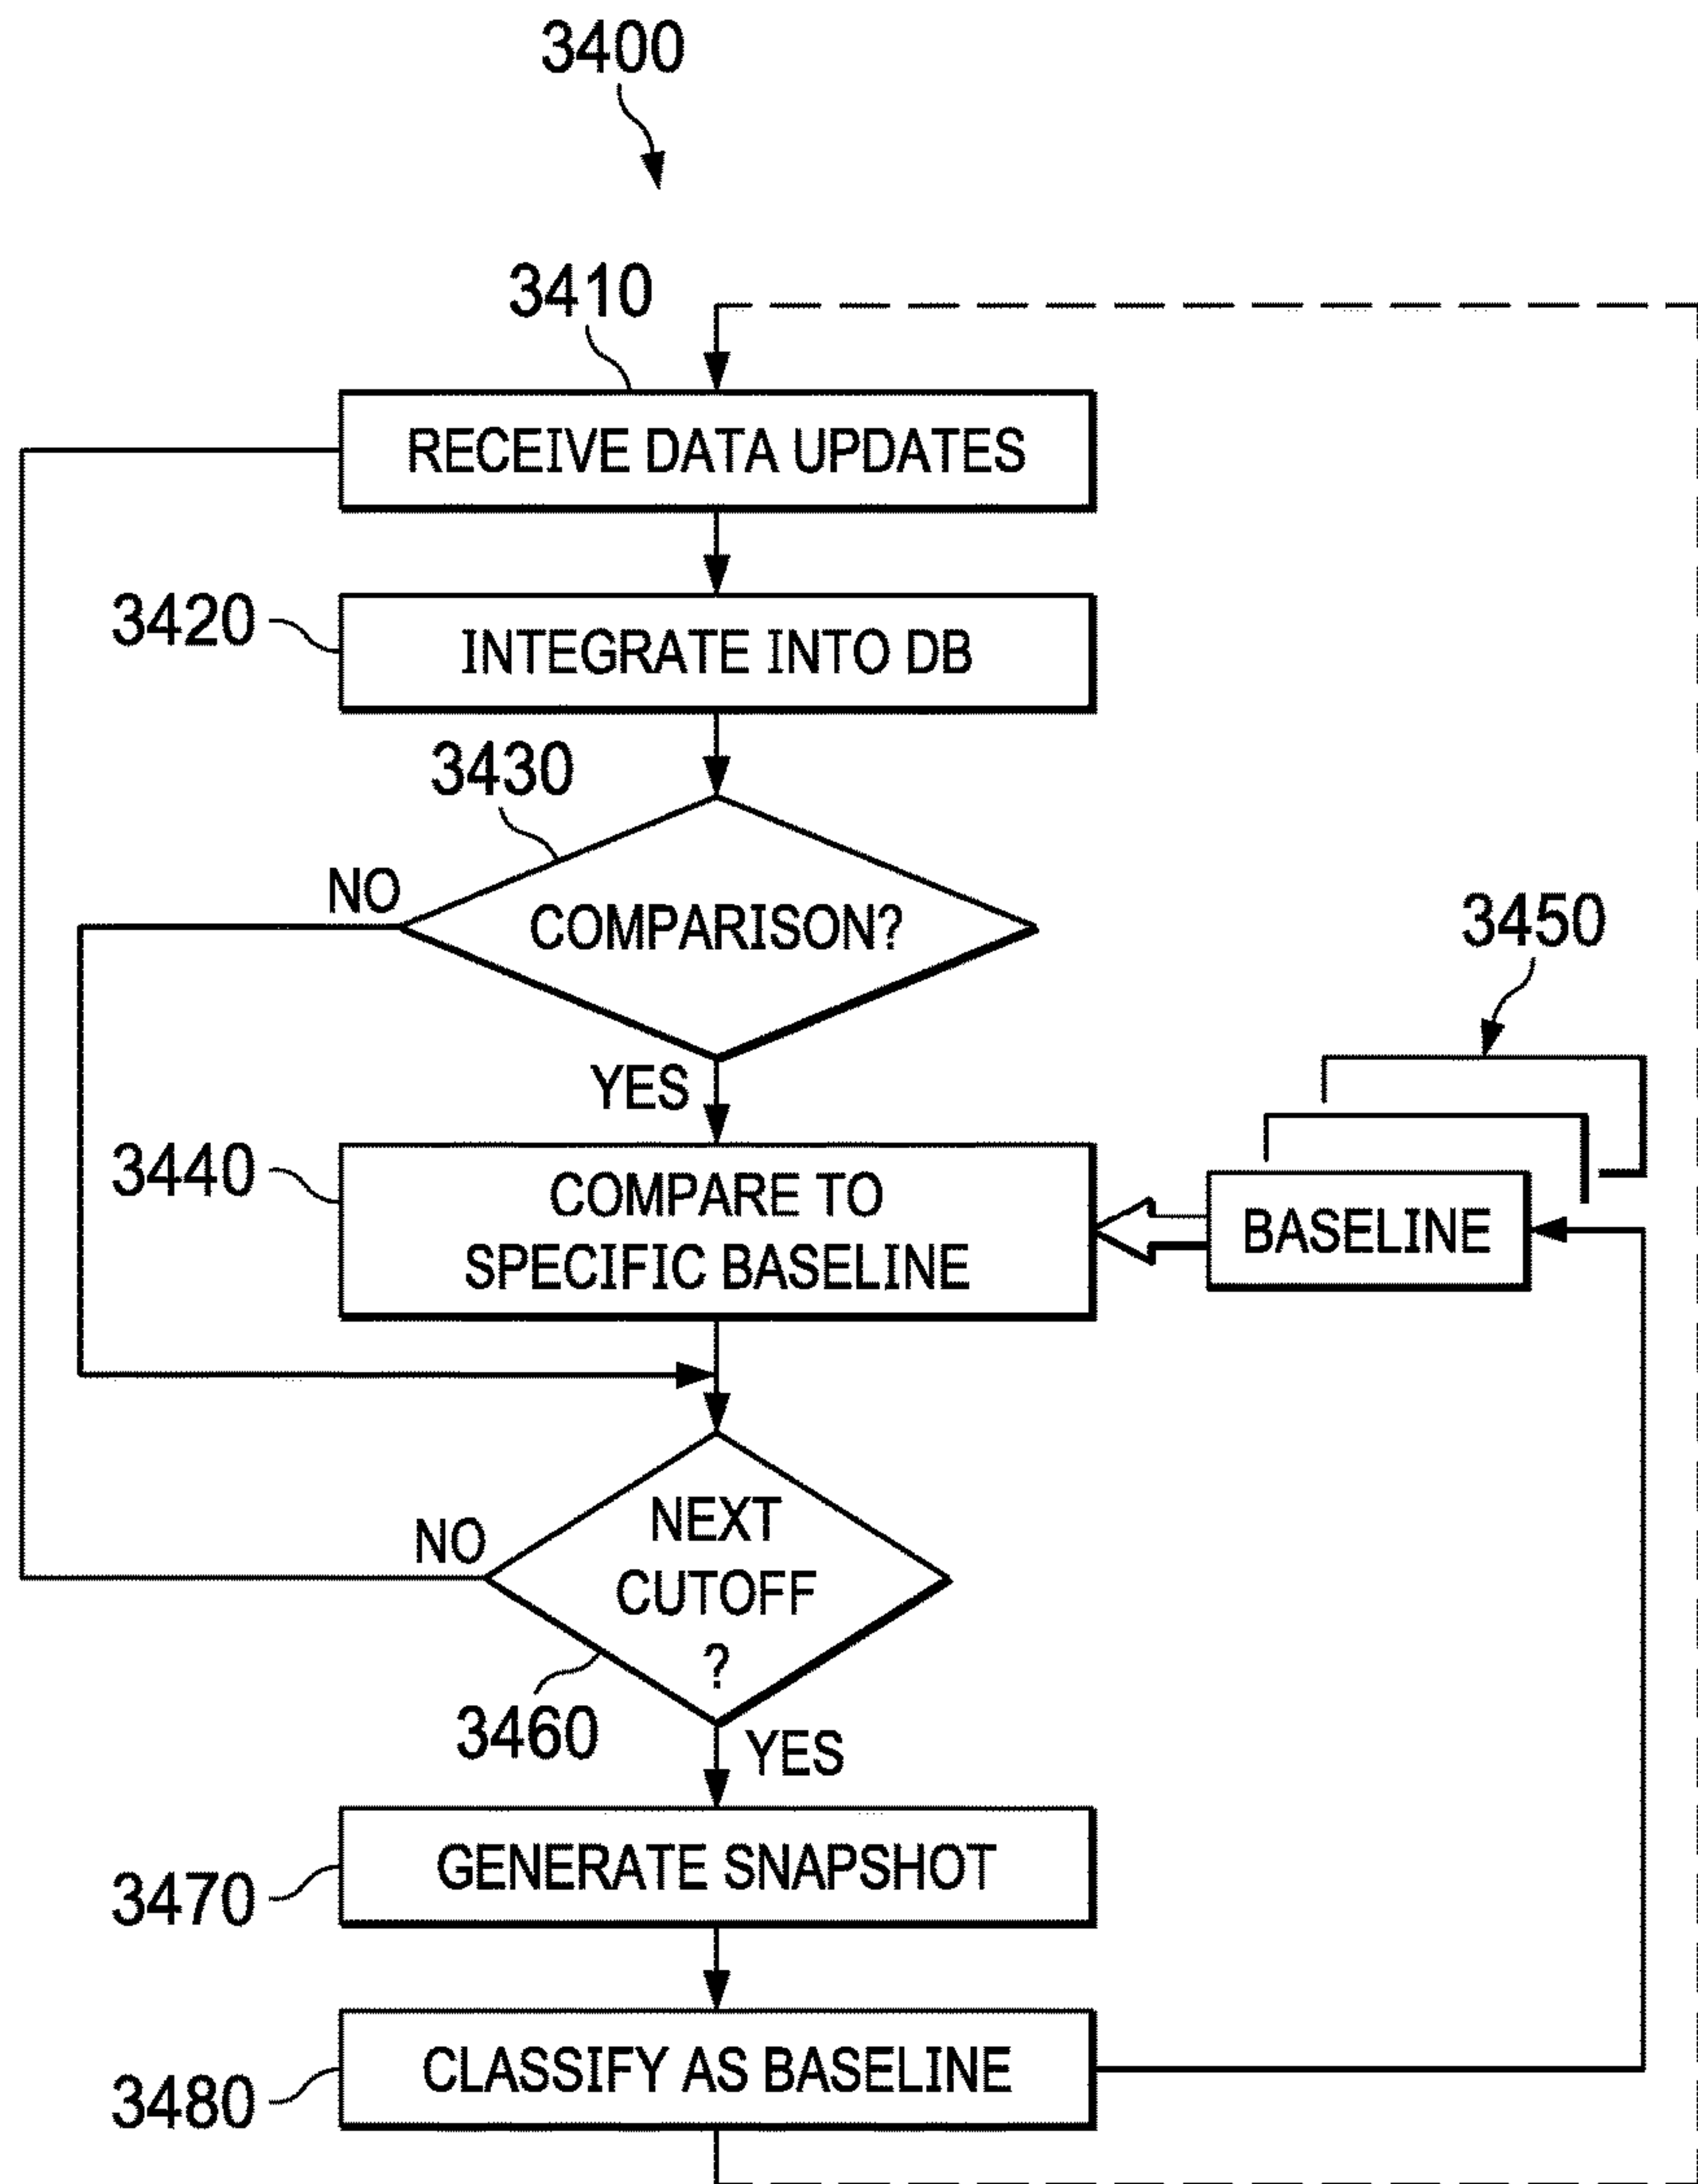 3400
3410
RECEIVE DATA UPDATES
3420
INTEGRATE INTO DB
3430
NO
COMPARISON?
3450
YES
3440
COMPARE TO
SPECIFIC BASELINE
BASELINE
NEXT
CUTOFF
?
NO
3460
YES
GENERATE SNAPSHOT
3470
CLASSIFY AS BASELINE
3480